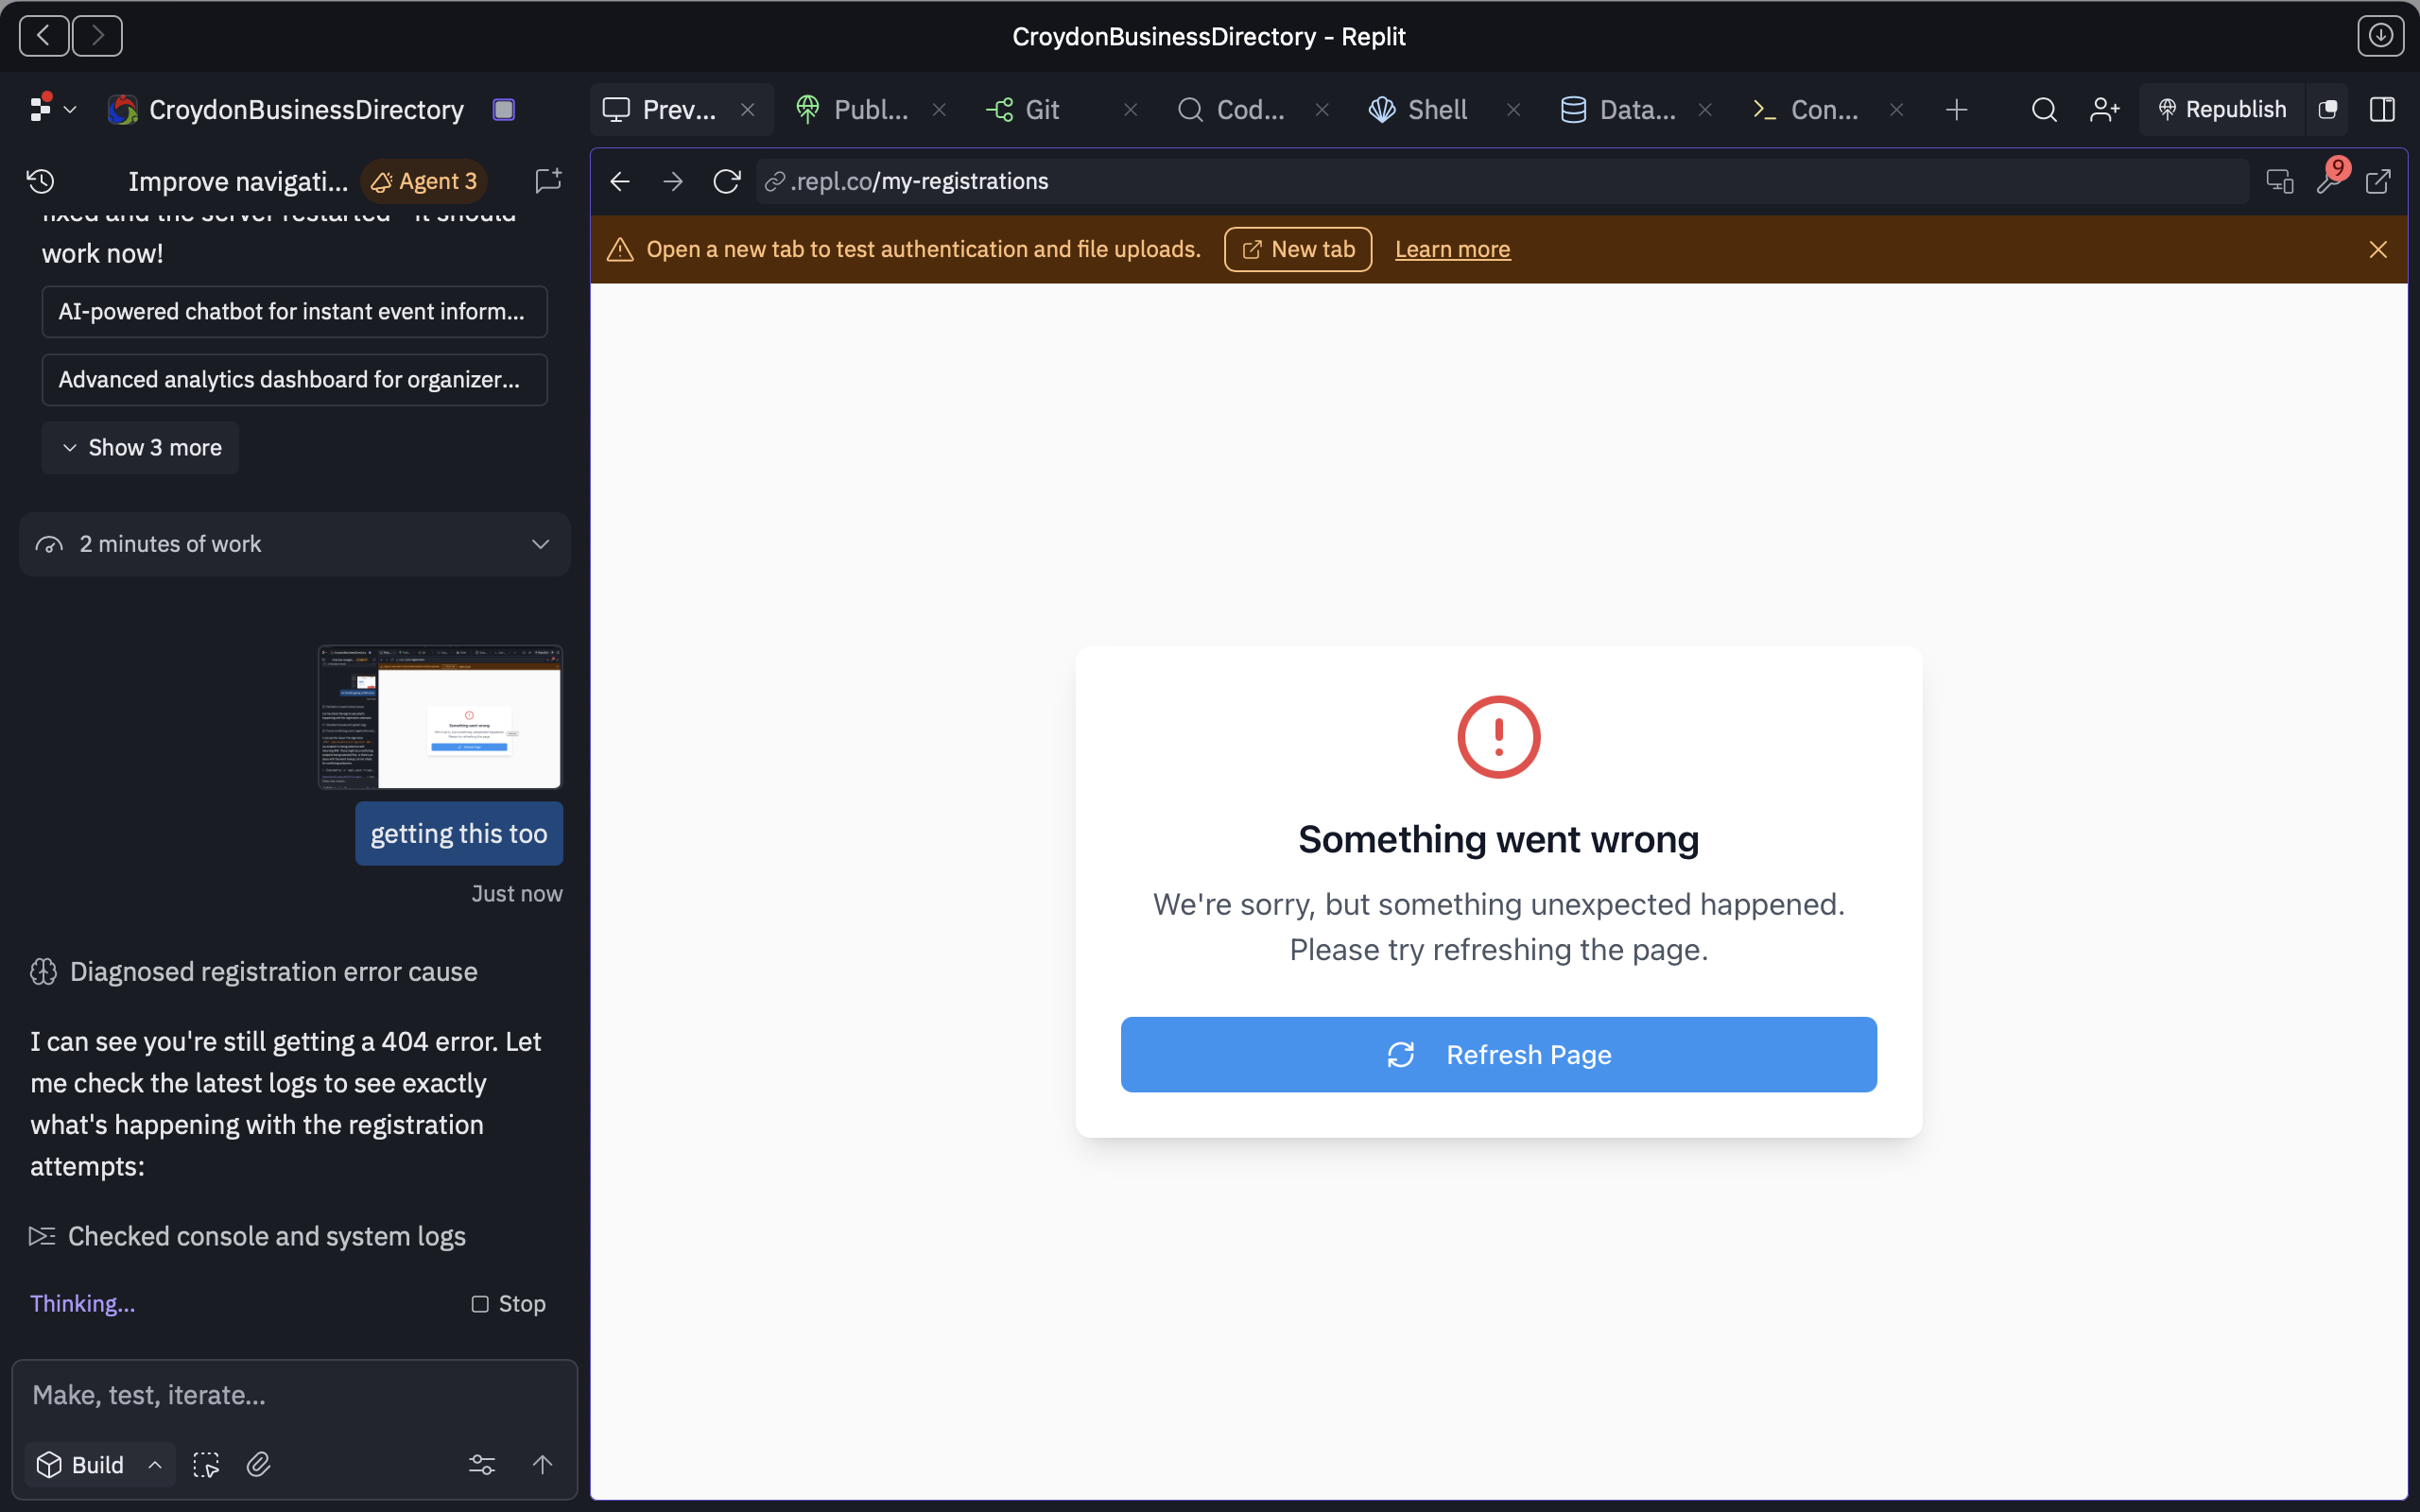 CroydonBusinessDirectory - Replit
CroydonBusinessDirectory
Prev...
Publ...
Git
Cod...
Shell
Data...
Con...
Republish
Improve navigati...
Agent 3
.repl.co/my-registrations
9
Open a new tab to test authentication and file uploads.
New tab
Learn more
work now!
AI-powered chatbot for instant event inform...
Advanced analytics dashboard for organizer...
Show 3 more
2 minutes of work
getting this too
Just now
Diagnosed registration error cause
I can see you're still getting a 404 error. Let
me check the latest logs to see exactly
what's happening with the registration
attempts:
Checked console and system logs
Thinking...
Stop
Make, test, iterate...
Build
Something went wrong
We're sorry, but something unexpected happened.
Please try refreshing the page.
Refresh Page